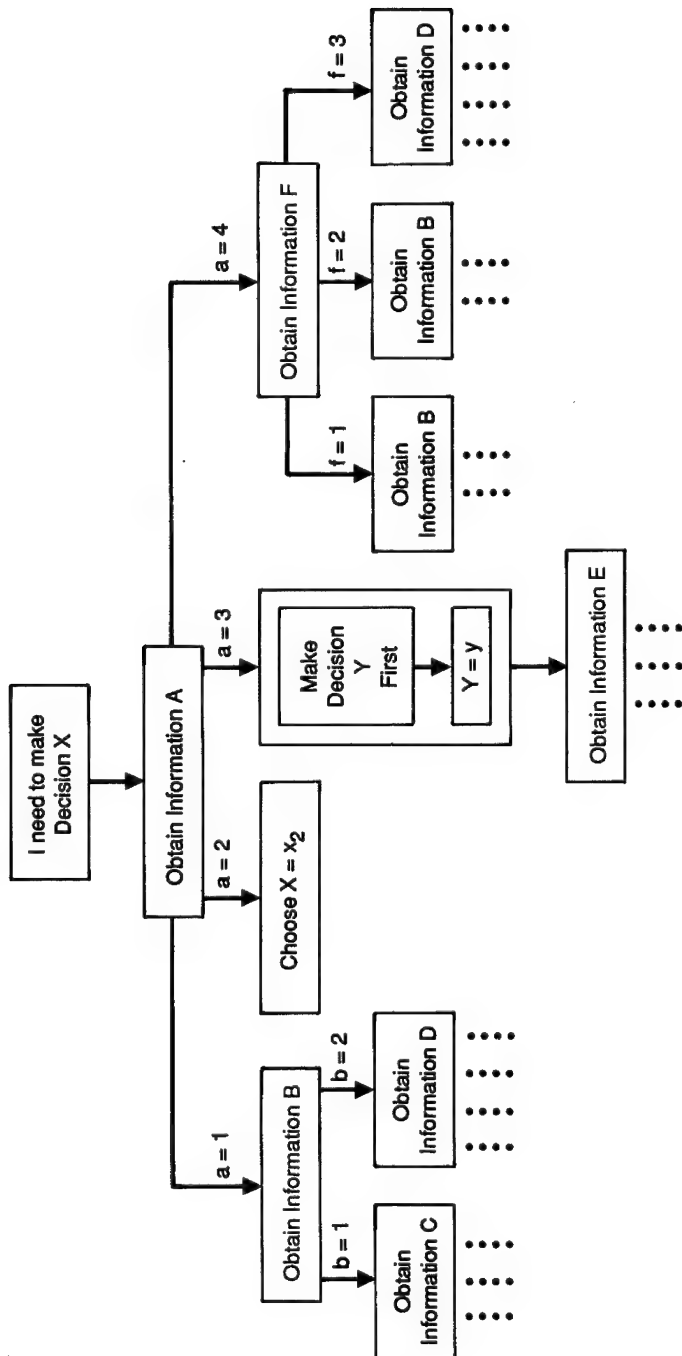 I need to make
Decision X
Obtain Information A
a = 1
a = 2
a = 3
a = 4
Obtain Information B
Choose X = x₂
Make
Decision
Y
First
Y = y
Obtain Information F
b = 1
b = 2
f = 1
f = 2
f = 3
Obtain
Information C
Obtain
Information D
Obtain Information E
Obtain
Information B
Obtain
Information B
Obtain
Information D